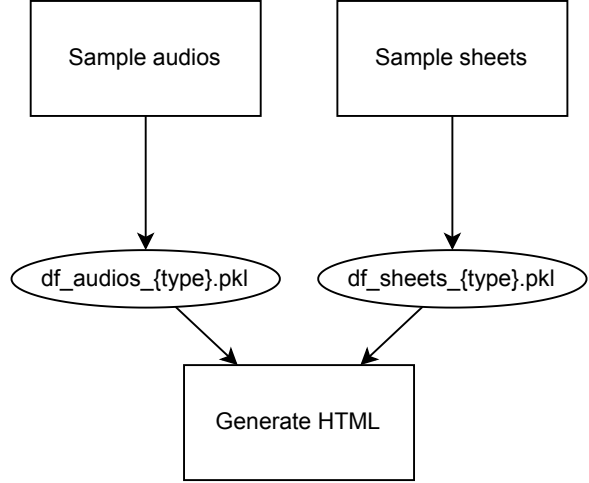 Sample audios
Sample sheets
df_audios_{type}.pkl
df_sheets_{type}.pkl
Generate HTML